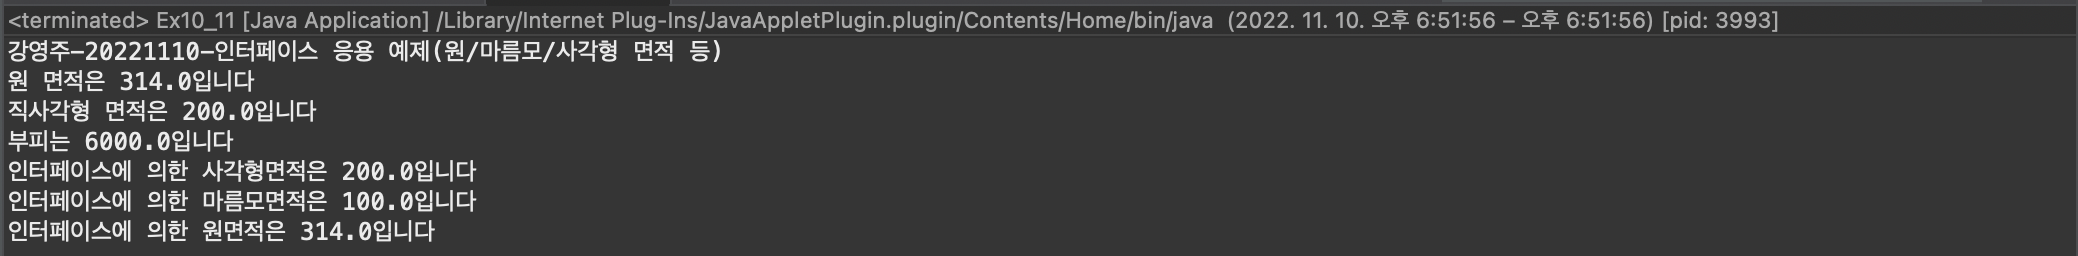 <terminated> Ex10_11 [Java Application] /Library/Internet Plug-Ins/JavaAppletPlugin.plugin/Contents/Home/bin/java (2022. 11. 10. 오후 6:51:56 – 오후 6:51:56) [pid: 3993]
강영주-20221110-인터페이스 응용 예제(원/마름모/사각형 면적 등)
원 면적은 314.0입니다
직사각형 면적은 200.0입니다
부피는 6000.0입니다
인터페이스에 의한 사각형면적은 200.0입니다
인터페이스에 의한 마름모면적은 100.0입니다
인터페이스에 의한 원면적은 314.0입니다